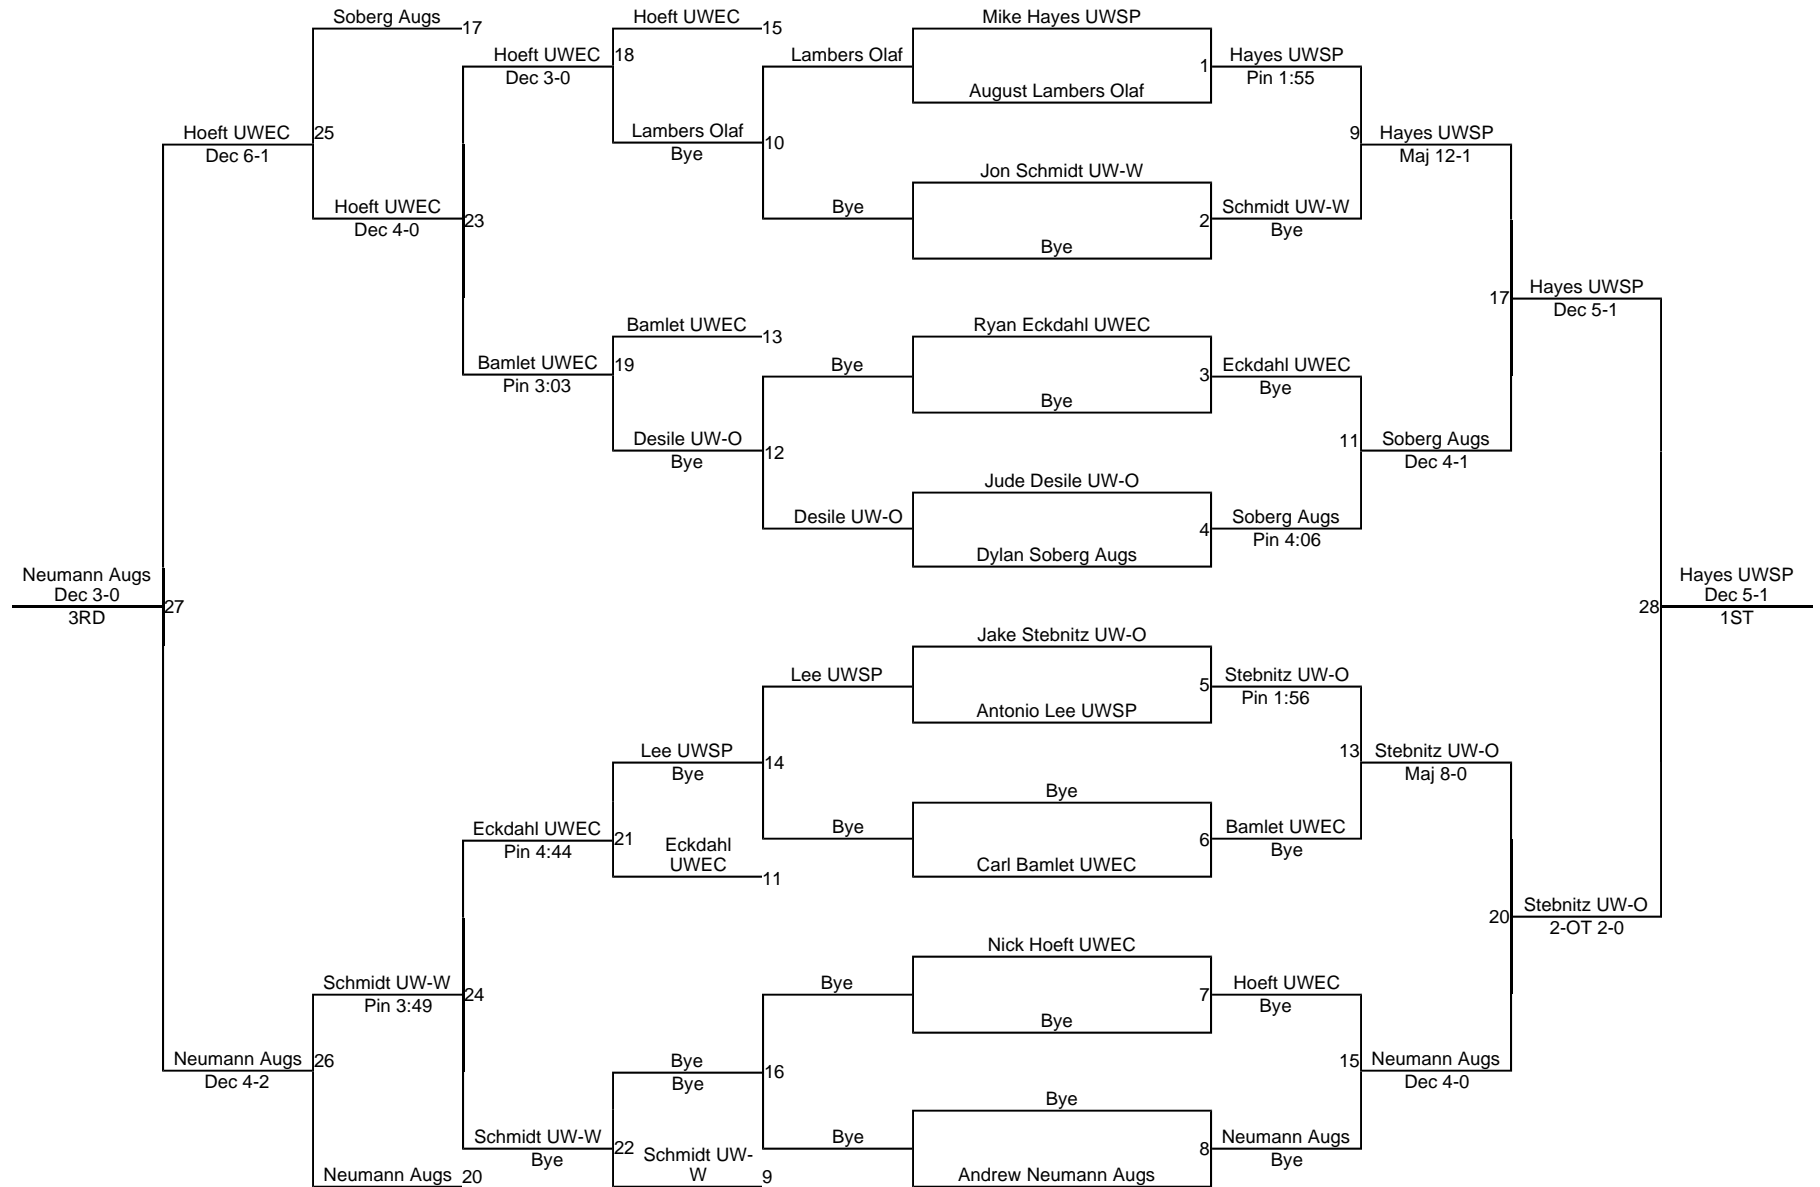 Soberg Augs
17
Hoeft UWEC
15
Mike Hayes UWSP
Hoeft UWEC
18
Dec 3-0
Lambers Olaf
1
Hayes UWSP
Pin 1:55
August Lambers Olaf
Hoeft UWEC
25
Dec 6-1
Lambers Olaf
Bye
10
9
Hayes UWSP
Maj 12-1
Jon Schmidt UW-W
Hoeft UWEC
Dec 4-0
23
Bye
2
Schmidt UW-W
Bye
Bye
17
Hayes UWSP
Dec 5-1
Bamlet UWEC
13
Ryan Eckdahl UWEC
Bamlet UWEC
19
Pin 3:03
Bye
3
Eckdahl UWEC
Bye
Bye
Desile UW-O
Bye
12
11
Soberg Augs
Dec 4-1
Jude Desile UW-O
Desile UW-O
4
Soberg Augs
Pin 4:06
Dylan Soberg Augs
Neumann Augs
Dec 3-0
3RD
27
28
Hayes UWSP
Dec 5-1
1ST
Jake Stebnitz UW-O
Lee UWSP
5
Stebnitz UW-O
Pin 1:56
Antonio Lee UWSP
Lee UWSP
Bye
14
13
Stebnitz UW-O
Maj 8-0
Bye
Eckdahl UWEC
Pin 4:44
21
Bye
6
Bamlet UWEC
Bye
Eckdahl
UWEC
11
Carl Bamlet UWEC
20
Stebnitz UW-O
2-OT 2-0
Nick Hoeft UWEC
Schmidt UW-W
Pin 3:49
24
Bye
7
Hoeft UWEC
Bye
Bye
Neumann Augs
Dec 4-2
26
Bye
Bye
16
15
Neumann Augs
Dec 4-0
Bye
Schmidt UW-W
Bye
22
Bye
8
Neumann Augs
Bye
Schmidt UW-
W
9
Andrew Neumann Augs
Neumann Augs
20